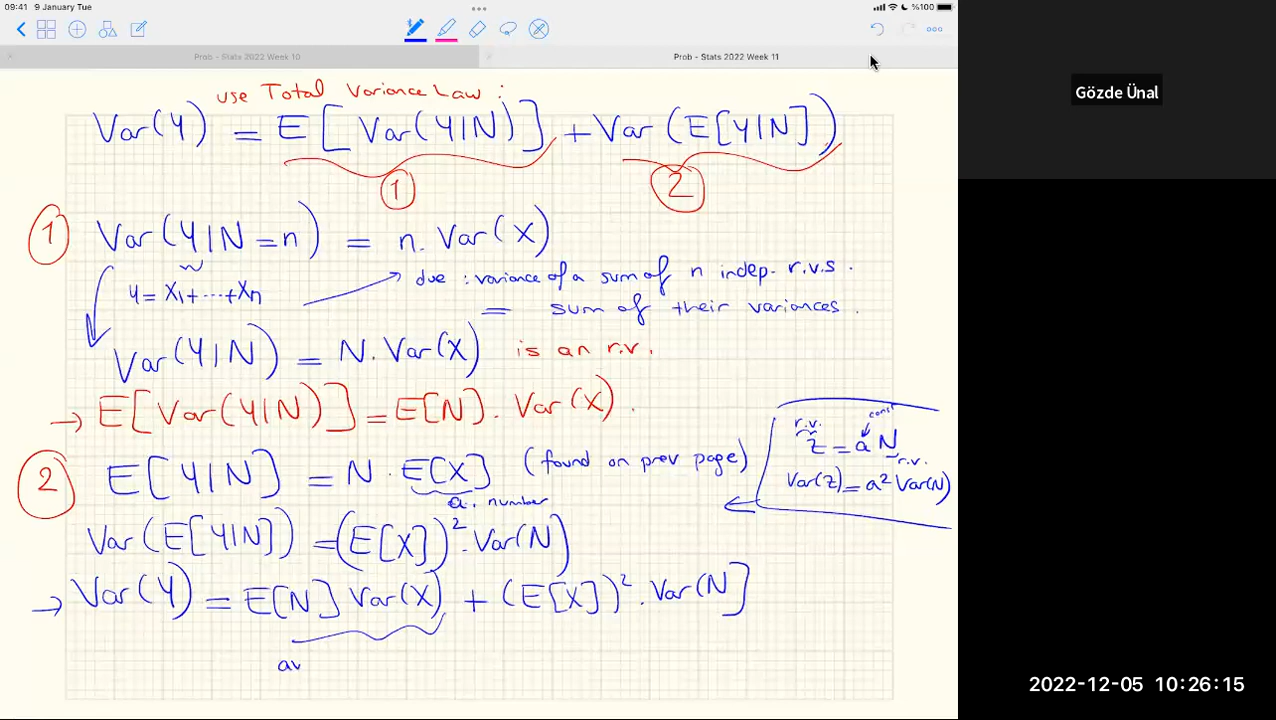 09:41 9 January Tue
%100
Prob - Stats 2022 Week 10
Prob - Stats 2022 Week 11
Gözde Ünal
use Total Variance Law :
Var(Y) = E[Var(Y|N)] + Var(E[Y|N])
1 2
1 Var(Y|N=n) = n. Var(X)
Y = X1+...+Xn → due : variance of a sum of n indep. r.v.s .
= sum of their variances .
Var(Y|N) = N. Var(X) is an r.v.
→ E[Var(Y|N)] = E[N] . Var(X) .
r.v. const
Z = a N
r.v.
Var(Z) = a² Var(N)
2 E[Y|N] = N . E[X] (found on prev page)
a. number
Var(E[Y|N]) = (E[X])² . Var(N)
→ Var(Y) = E[N] Var(X) + (E[X])² . Var(N]
av
2022-12-05 10:26:15